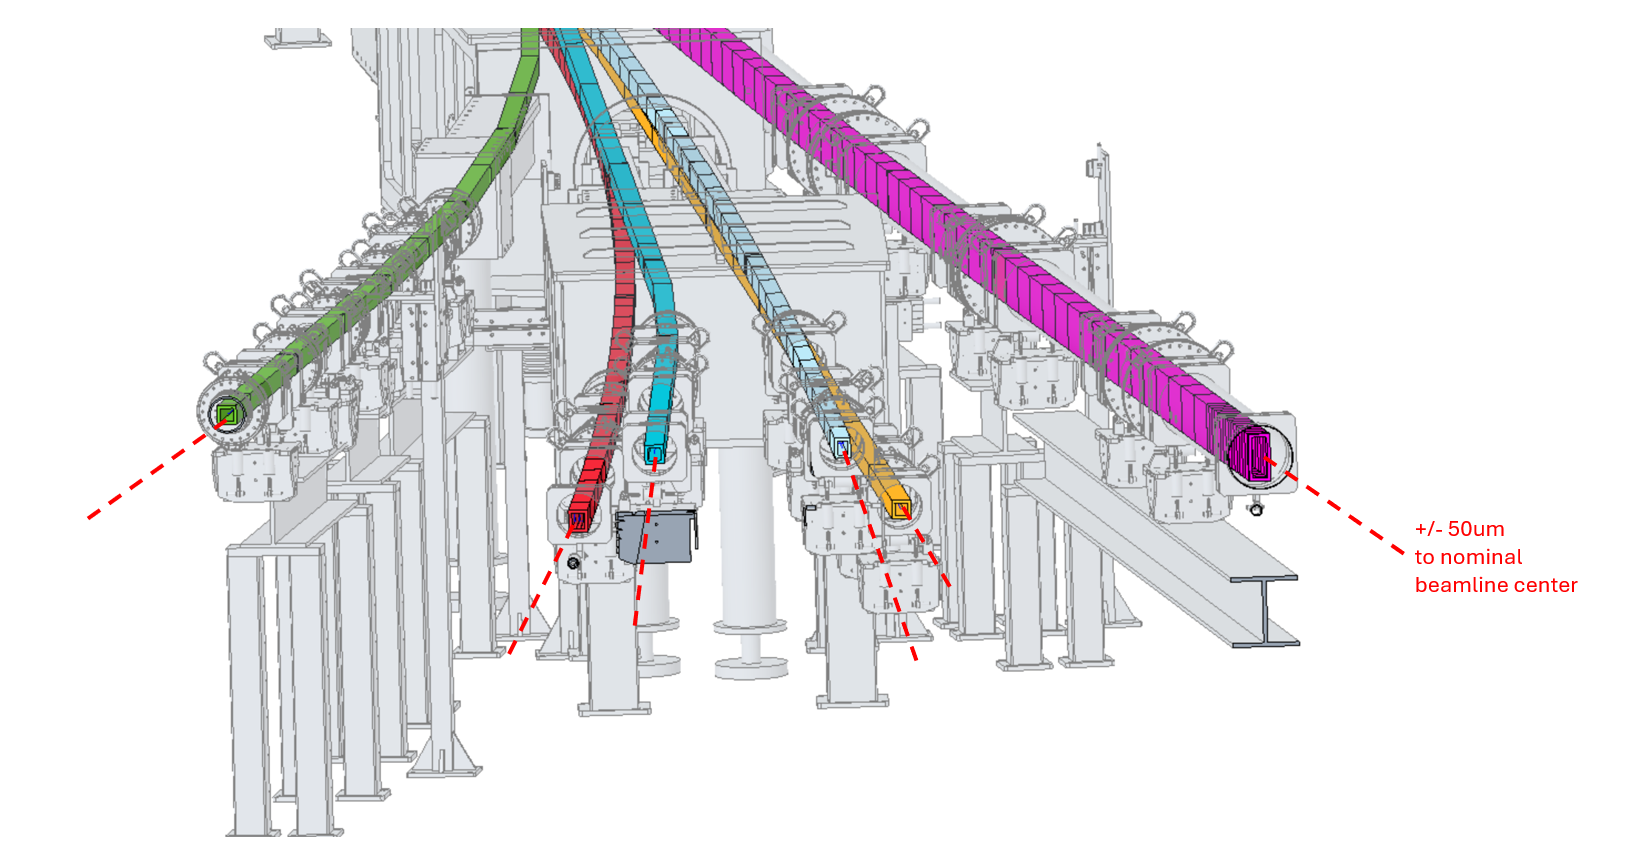 +/- 50um
to nominal
beamline center